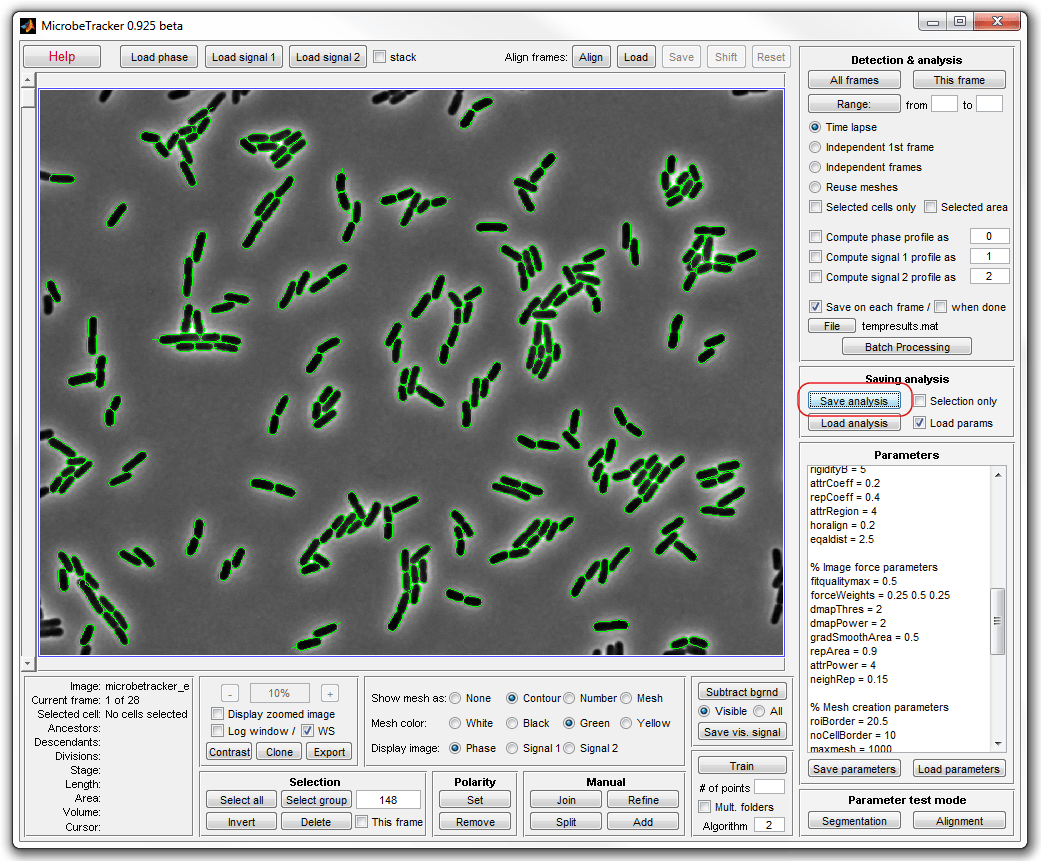 MicrobeTracker 0.925 beta
Help Load phase Load signal 1 Load signal 2 stack Align frames: Align Load Save Shift Reset
Detection & analysis
All frames This frame
Range: from to
Time lapse
Independent 1st frame
Independent frames
Reuse meshes
Selected cells only Selected area
Compute phase profile as 0
Compute signal 1 profile as 1
Compute signal 2 profile as 2
Save on each frame / when done
File tempresults.mat
Batch Processing
Saving analysis
Save analysis Selection only
Load analysis Load params
Parameters
rigidityB = 5
attrCoeff = 0.2
repCoeff = 0.4
attrRegion = 4
horalign = 0.2
eqaldist = 2.5
% Image force parameters
fitqualitymax = 0.5
forceWeights = 0.25 0.5 0.25
dmapThres = 2
dmapPower = 2
gradSmoothArea = 0.5
repArea = 0.9
attrPower = 4
neighRep = 0.15
% Mesh creation parameters
roiBorder = 20.5
noCellBorder = 10
maxmesh = 1000
Save parameters Load parameters
Parameter test mode
Segmentation Alignment
Image: microbetracker_e
Current frame: 1 of 28
Selected cell: No cells selected
Ancestors:
Descendants:
Divisions:
Stage:
Length:
Area:
Volume:
Cursor:
- 10% +
Display zoomed image
Log window / WS
Contrast Clone Export
Show mesh as: None Contour Number Mesh
Mesh color: White Black Green Yellow
Display image: Phase Signal 1 Signal 2
Subtract bgrnd
Visible All
Save vis. signal
Selection
Select all Select group 148
Invert Delete This frame
Polarity
Set
Remove
Manual
Join Refine
Split Add
Train
# of points
Mult. folders
Algorithm 2